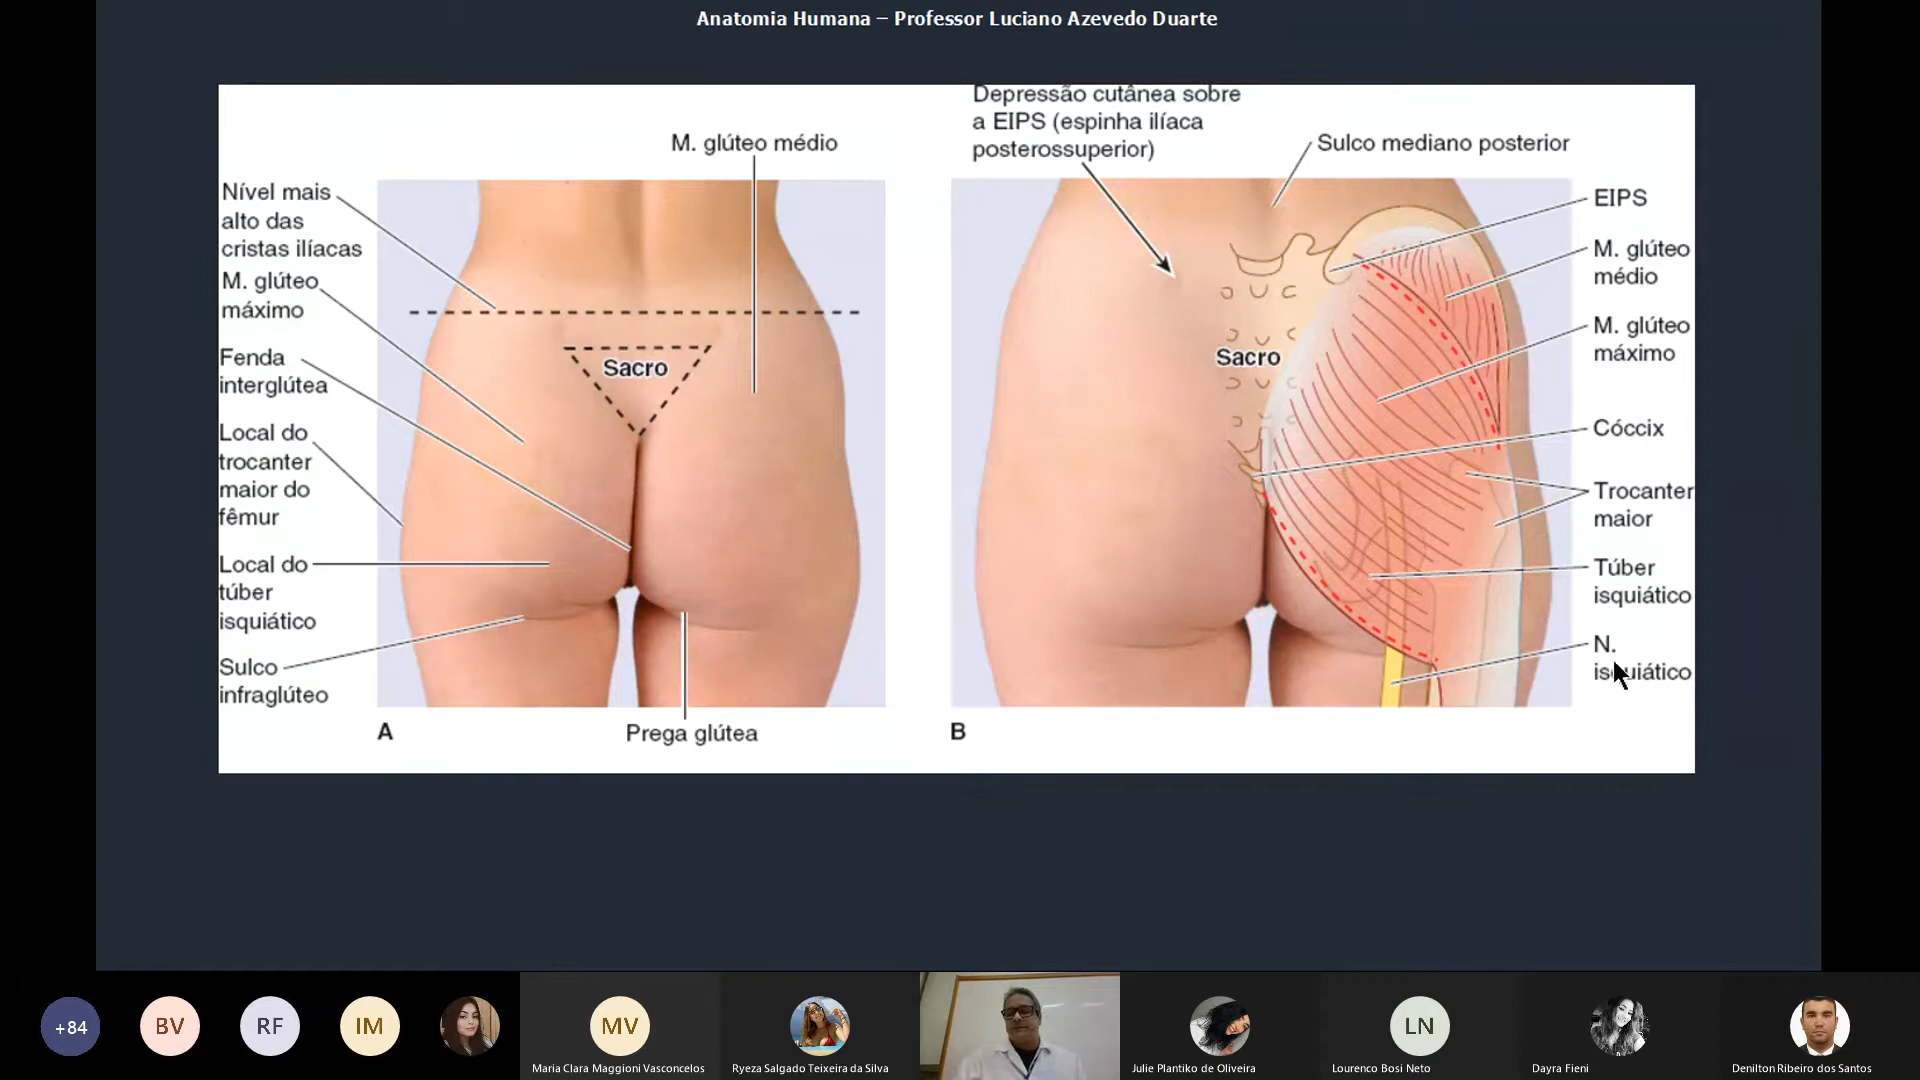 Anatomia Humana – Professor Luciano Azevedo Duarte
M. glúteo médio
Nível mais
alto das
cristas ilíacas
M. glúteo
máximo
Fenda
interglútea
Local do
trocanter
maior do
fêmur
Local do
túber
isquiático
Sulco
infraglúteo
Sacro
A
Prega glútea
Depressão cutânea sobre
a EIPS (espinha ilíaca
posterossuperior)
Sulco mediano posterior
EIPS
M. glúteo
médio
M. glúteo
máximo
Sacro
Cóccix
Trocanter
maior
Túber
isquiático
N.
isquiático
B
+84
BV
RF
IM
MV
LN
Maria Clara Maggioni Vasconcelos
Ryeza Salgado Teixeira da Silva
Julie Plantiko de Oliveira
Lourenco Bosi Neto
Dayra Fieni
Denilton Ribeiro dos Santos